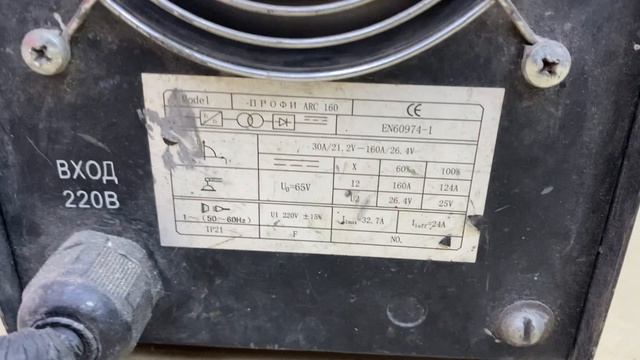 Model -ПРОФИ ARC 160 CE
EN60974-1
30A/21.2V-160A/26.4V
X 60% 100%
U₀=65V I2 160A 124A
U2 26.4V 25V
1~(50~60Hz) U1 220V ±15% I1max=32.7A I1eff=24A
IP21 F NO.
ВХОД
220В